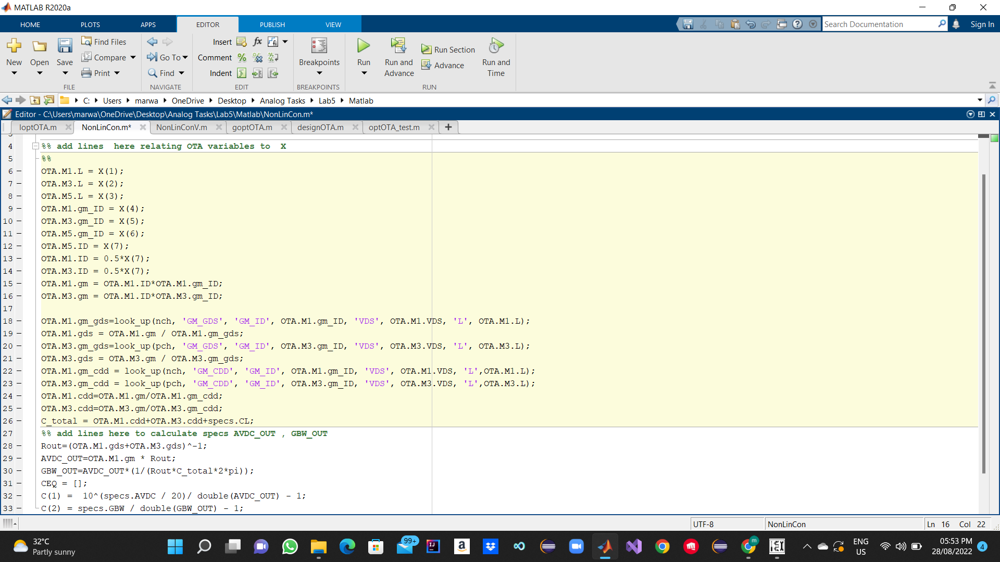 MATLAB R2020a
HOME PLOTS APPS EDITOR PUBLISH VIEW
Search Documentation
Sign In
New Open Save
Find Files
Compare
Print
FILE
Go To
Find
NAVIGATE
Insert
Comment
Indent
EDIT
Breakpoints
BREAKPOINTS
Run
Run and Advance
Run Section
Advance
Run and Time
RUN
C: Users marwa OneDrive Desktop Analog Tasks Lab5 Matlab
Editor - C:\Users\marwa\OneDrive\Desktop\Analog Tasks\Lab5\Matlab\NonLinCon.m*
IoptOTA.m NonLinCon.m* NonLinConV.m goptOTA.m designOTA.m optOTA_test.m
4 %% add lines  here relating OTA variables to  X
5 %%
6 OTA.M1.L = X(1);
7 OTA.M3.L = X(2);
8 OTA.M5.L = X(3);
9 OTA.M1.gm_ID = X(4);
10 OTA.M3.gm_ID = X(5);
11 OTA.M5.gm_ID = X(6);
12 OTA.M5.ID = X(7);
13 OTA.M1.ID = 0.5*X(7);
14 OTA.M3.ID = 0.5*X(7);
15 OTA.M1.gm = OTA.M1.ID*OTA.M1.gm_ID;
16 OTA.M3.gm = OTA.M1.ID*OTA.M3.gm_ID;
17
18 OTA.M1.gm_gds=look_up(nch, 'GM_GDS', 'GM_ID', OTA.M1.gm_ID, 'VDS', OTA.M1.VDS, 'L', OTA.M1.L);
19 OTA.M1.gds = OTA.M1.gm / OTA.M1.gm_gds;
20 OTA.M3.gm_gds=look_up(pch, 'GM_GDS', 'GM_ID', OTA.M3.gm_ID, 'VDS', OTA.M3.VDS, 'L', OTA.M3.L);
21 OTA.M3.gds = OTA.M3.gm / OTA.M3.gm_gds;
22 OTA.M1.gm_cdd = look_up(nch, 'GM_CDD', 'GM_ID', OTA.M1.gm_ID, 'VDS', OTA.M1.VDS, 'L',OTA.M1.L);
23 OTA.M3.gm_cdd = look_up(pch, 'GM_CDD', 'GM_ID', OTA.M3.gm_ID, 'VDS', OTA.M3.VDS, 'L',OTA.M3.L);
24 OTA.M1.cdd=OTA.M1.gm/OTA.M1.gm_cdd;
25 OTA.M3.cdd=OTA.M3.gm/OTA.M3.gm_cdd;
26 C_total = OTA.M1.cdd+OTA.M3.cdd+specs.CL;
27 %% add lines here to calculate specs AVDC_OUT , GBW_OUT
28 Rout=(OTA.M1.gds+OTA.M3.gds)^-1;
29 AVDC_OUT=OTA.M1.gm * Rout;
30 GBW_OUT=AVDC_OUT*(1/(Rout*C_total*2*pi));
31 CEQ = [];
32 C(1) =  10^(specs.AVDC / 20)/ double(AVDC_OUT) - 1;
33 C(2) = specs.GBW / double(GBW_OUT) - 1;
UTF-8 NonLinCon Ln 16 Col 22
32°C
Partly sunny
99+
ENG
US
05:53 PM
28/08/2022
4